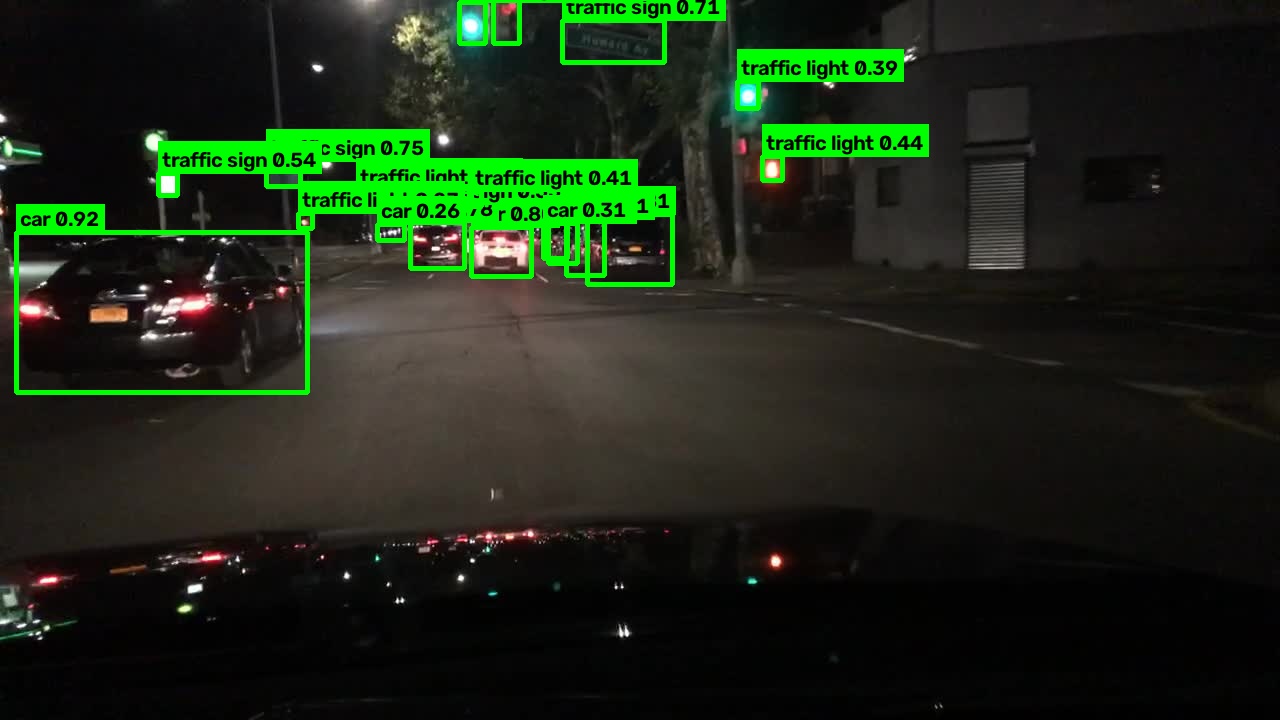 traffic sign 0.71
Howard Av
traffic light 0.39
traffic light 0.44
sign 0.75
traffic sign 0.54
traffic light
traffic light 0.41
car 0.26
car 0.31
car 0.92